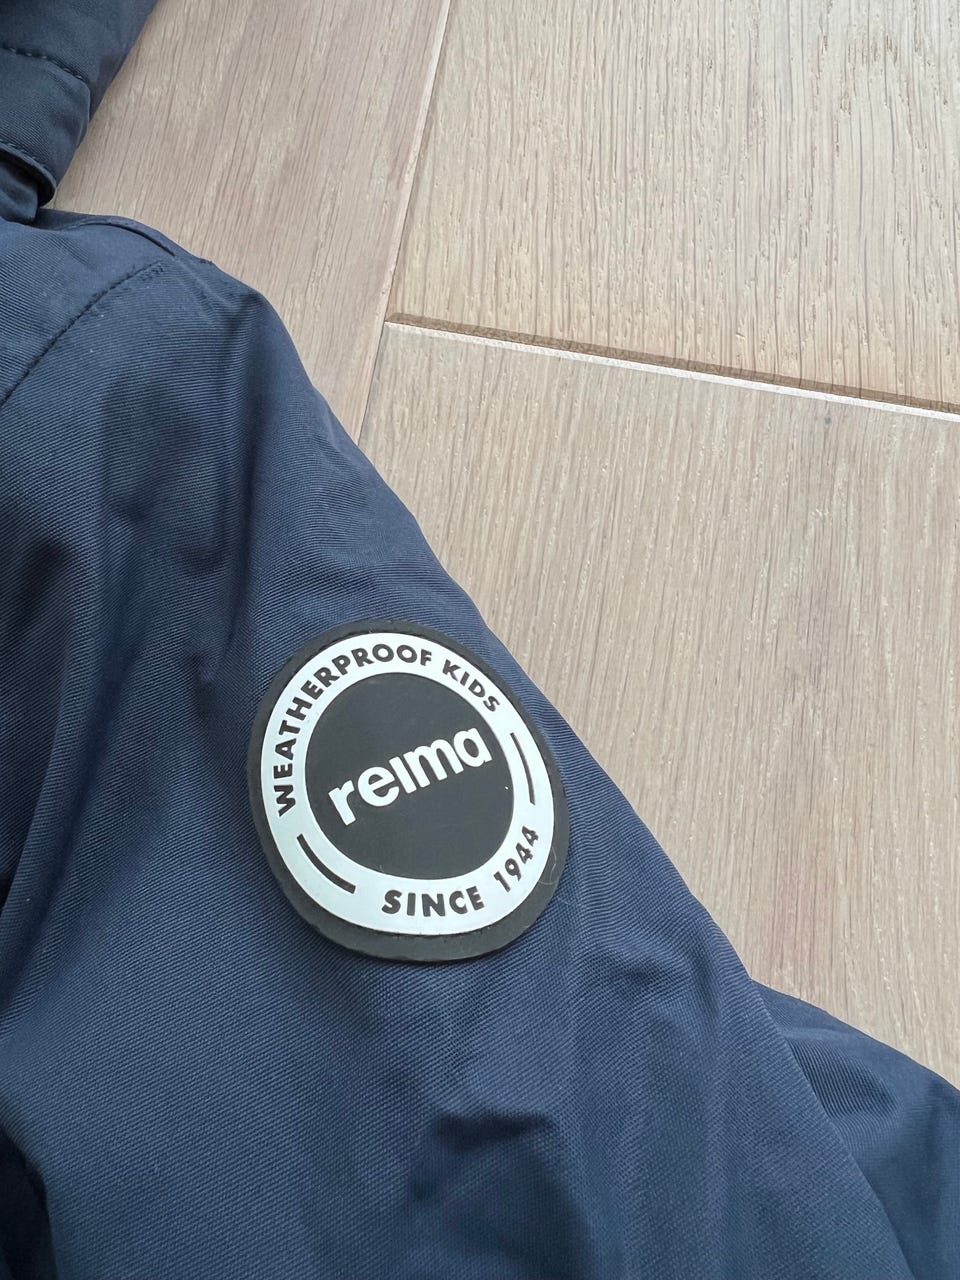 WEATHERPROOF KIDS
reima
SINCE 1944